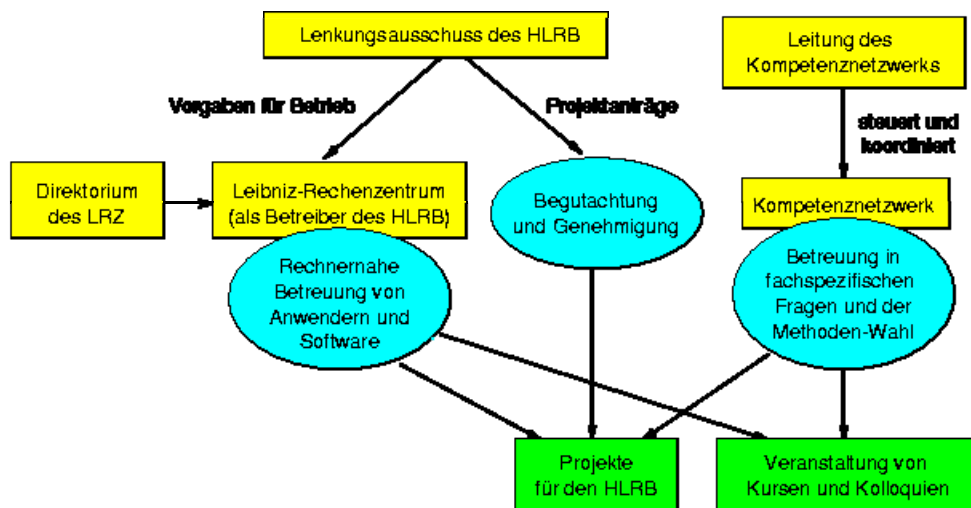 Lenkungsausschuss des HLRB
Leitung des
Kompetenznetzwerks
Vorgaben für Betrieb
Projektanträge
steuert und
koordiniert
Direktorium
des LRZ
Leibniz-Rechenzentrum
(als Betreiber des HLRB)
Begutachtung
und Genehmigung
Kompetenznetzwerk
Rechnernahe
Betreuung von
Anwendern und
Software
Betreuung in
fachspezifischen
Fragen und der
Methoden-Wahl
Projekte
für den HLRB
Veranstaltung von
Kursen und Kolloquien